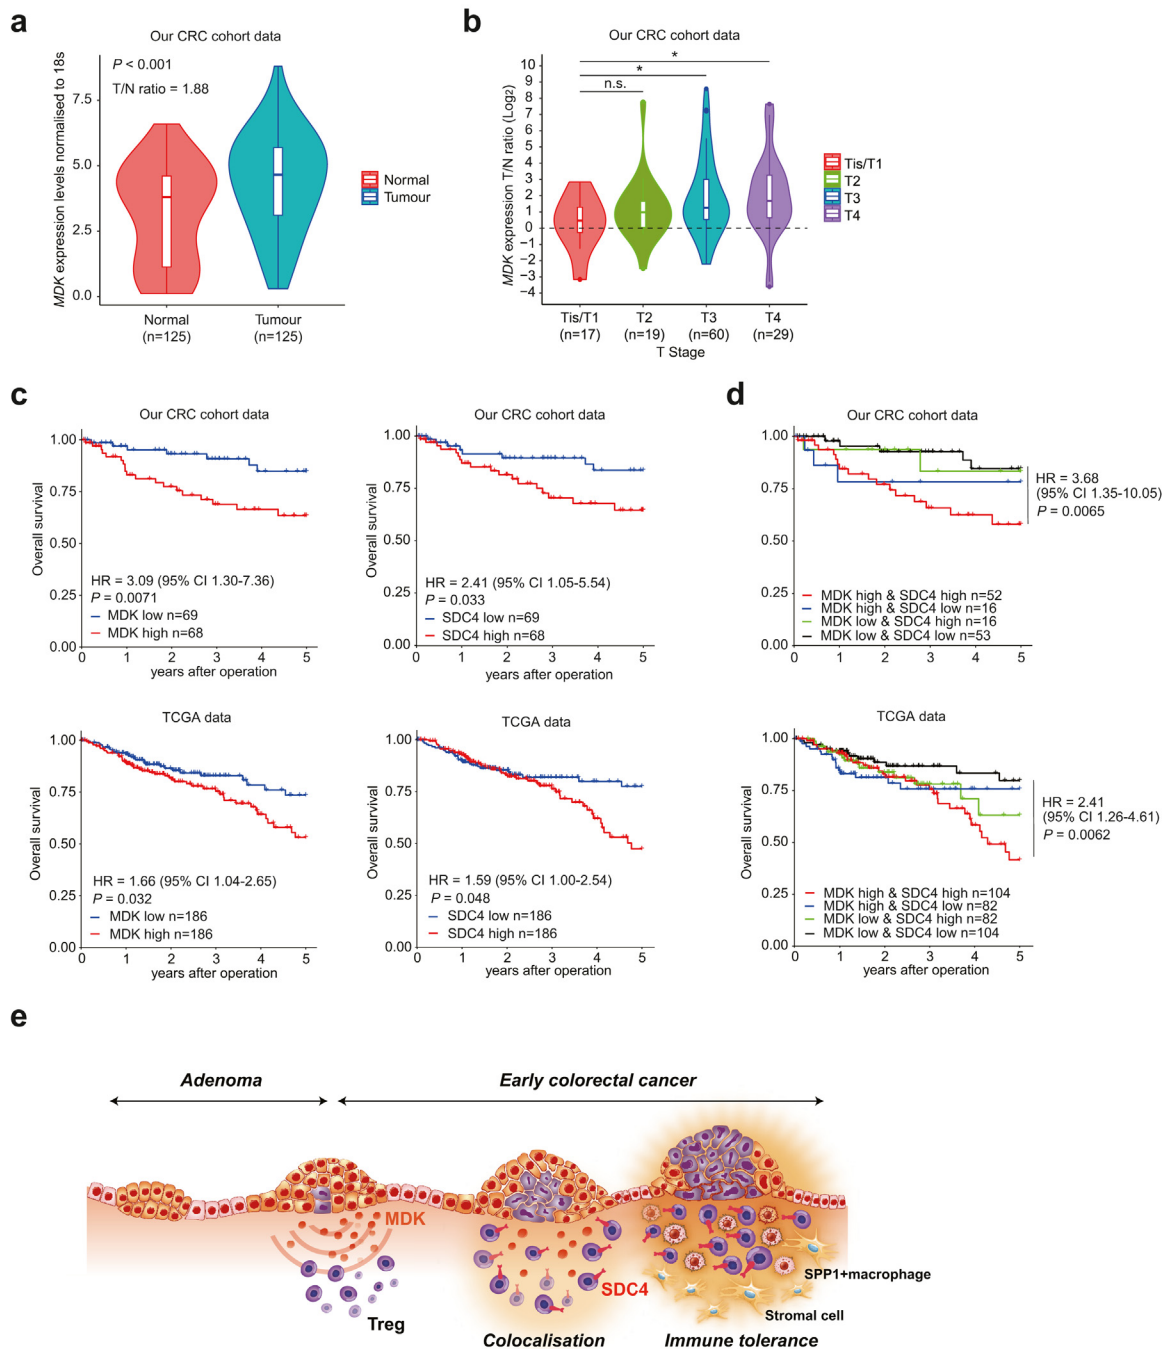 a
Our CRC cohort data
P < 0.001
T/N ratio = 1.88
MDK expression levels normalised to 18s
7.5
5.0
2.5
0.0
Normal
(n=125)
Tumour
(n=125)
Normal
Tumour
b
Our CRC cohort data
MDK expression T/N ratio (Log2)
10
9
8
7
6
5
4
3
2
1
0
−1
−2
−3
−4
*
*
n.s.
Tis/T1
(n=17)
T2
(n=19)
T3
(n=60)
T4
(n=29)
T Stage
Tis/T1
T2
T3
T4
c
Our CRC cohort data
Overall survival
1.00
0.75
0.50
0.25
0.00
HR = 3.09 (95% CI 1.30-7.36)
P = 0.0071
MDK low n=69
MDK high n=68
0 1 2 3 4 5
years after operation
Our CRC cohort data
Overall survival
1.00
0.75
0.50
0.25
0.00
HR = 2.41 (95% CI 1.05-5.54)
P = 0.033
SDC4 low n=69
SDC4 high n=68
0 1 2 3 4 5
years after operation
TCGA data
Overall survival
1.00
0.75
0.50
0.25
0.00
HR = 1.66 (95% CI 1.04-2.65)
P = 0.032
MDK low n=186
MDK high n=186
0 1 2 3 4 5
years after operation
TCGA data
Overall survival
1.00
0.75
0.50
0.25
0.00
HR = 1.59 (95% CI 1.00-2.54)
P = 0.048
SDC4 low n=186
SDC4 high n=186
0 1 2 3 4 5
years after operation
d
Our CRC cohort data
Overall survival
1.00
0.75
0.50
0.25
0.00
HR = 3.68
(95% CI 1.35-10.05)
P = 0.0065
MDK high & SDC4 high n=52
MDK high & SDC4 low n=16
MDK low & SDC4 high n=16
MDK low & SDC4 low n=53
0 1 2 3 4 5
years after operation
TCGA data
Overall survival
1.00
0.75
0.50
0.25
0.00
HR = 2.41
(95% CI 1.26-4.61)
P = 0.0062
MDK high & SDC4 high n=104
MDK high & SDC4 low n=82
MDK low & SDC4 high n=82
MDK low & SDC4 low n=104
0 1 2 3 4 5
years after operation
e
Adenoma
Early colorectal cancer
MDK
Treg
SDC4
SPP1+macrophage
Stromal cell
Colocalisation
Immune tolerance